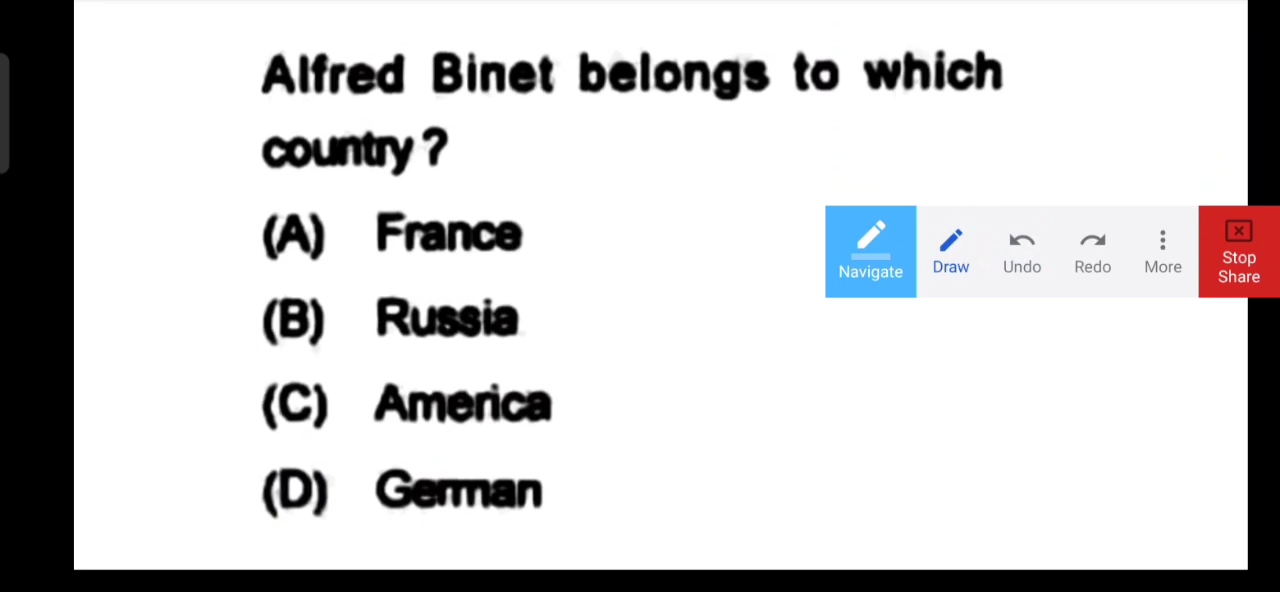 Alfred Binet belongs to which
country ?
(A) France
(B) Russia
(C) America
(D) German
Navigate
Draw
Undo
Redo
More
Stop
Share